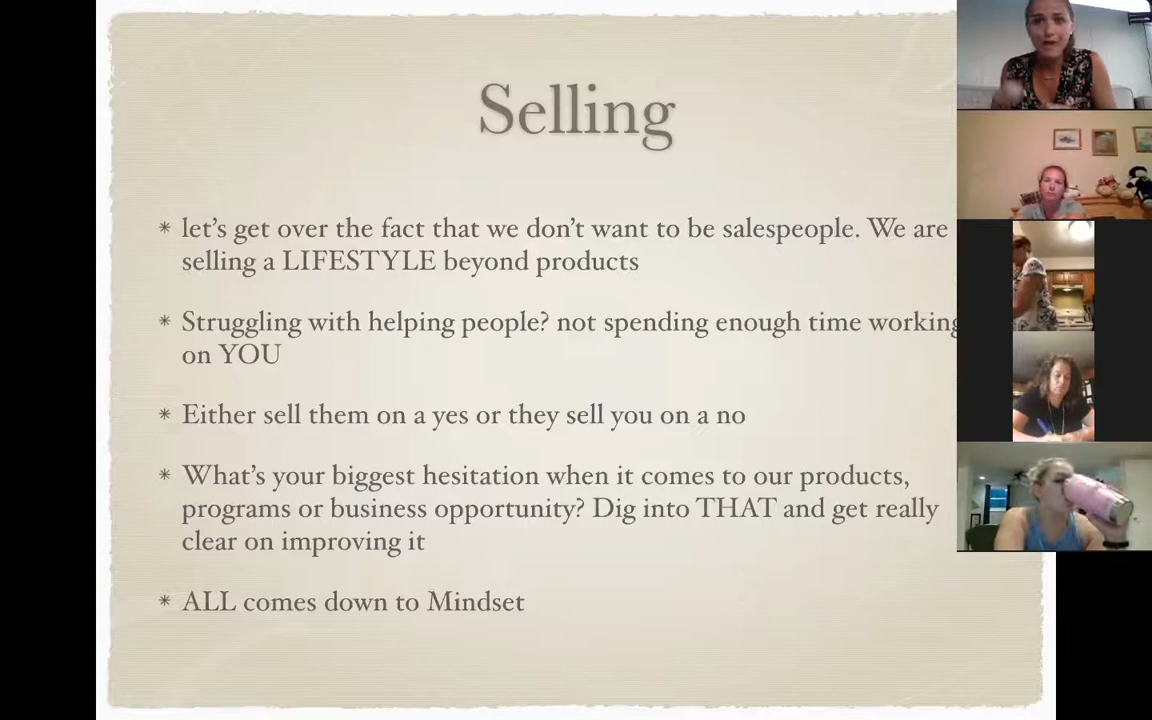 Selling
* let's get over the fact that we don't want to be salespeople. We are
selling a LIFESTYLE beyond products
* Struggling with helping people? not spending enough time working
on YOU
* Either sell them on a yes or they sell you on a no
* What's your biggest hesitation when it comes to our products,
programs or business opportunity? Dig into THAT and get really
clear on improving it
* ALL comes down to Mindset